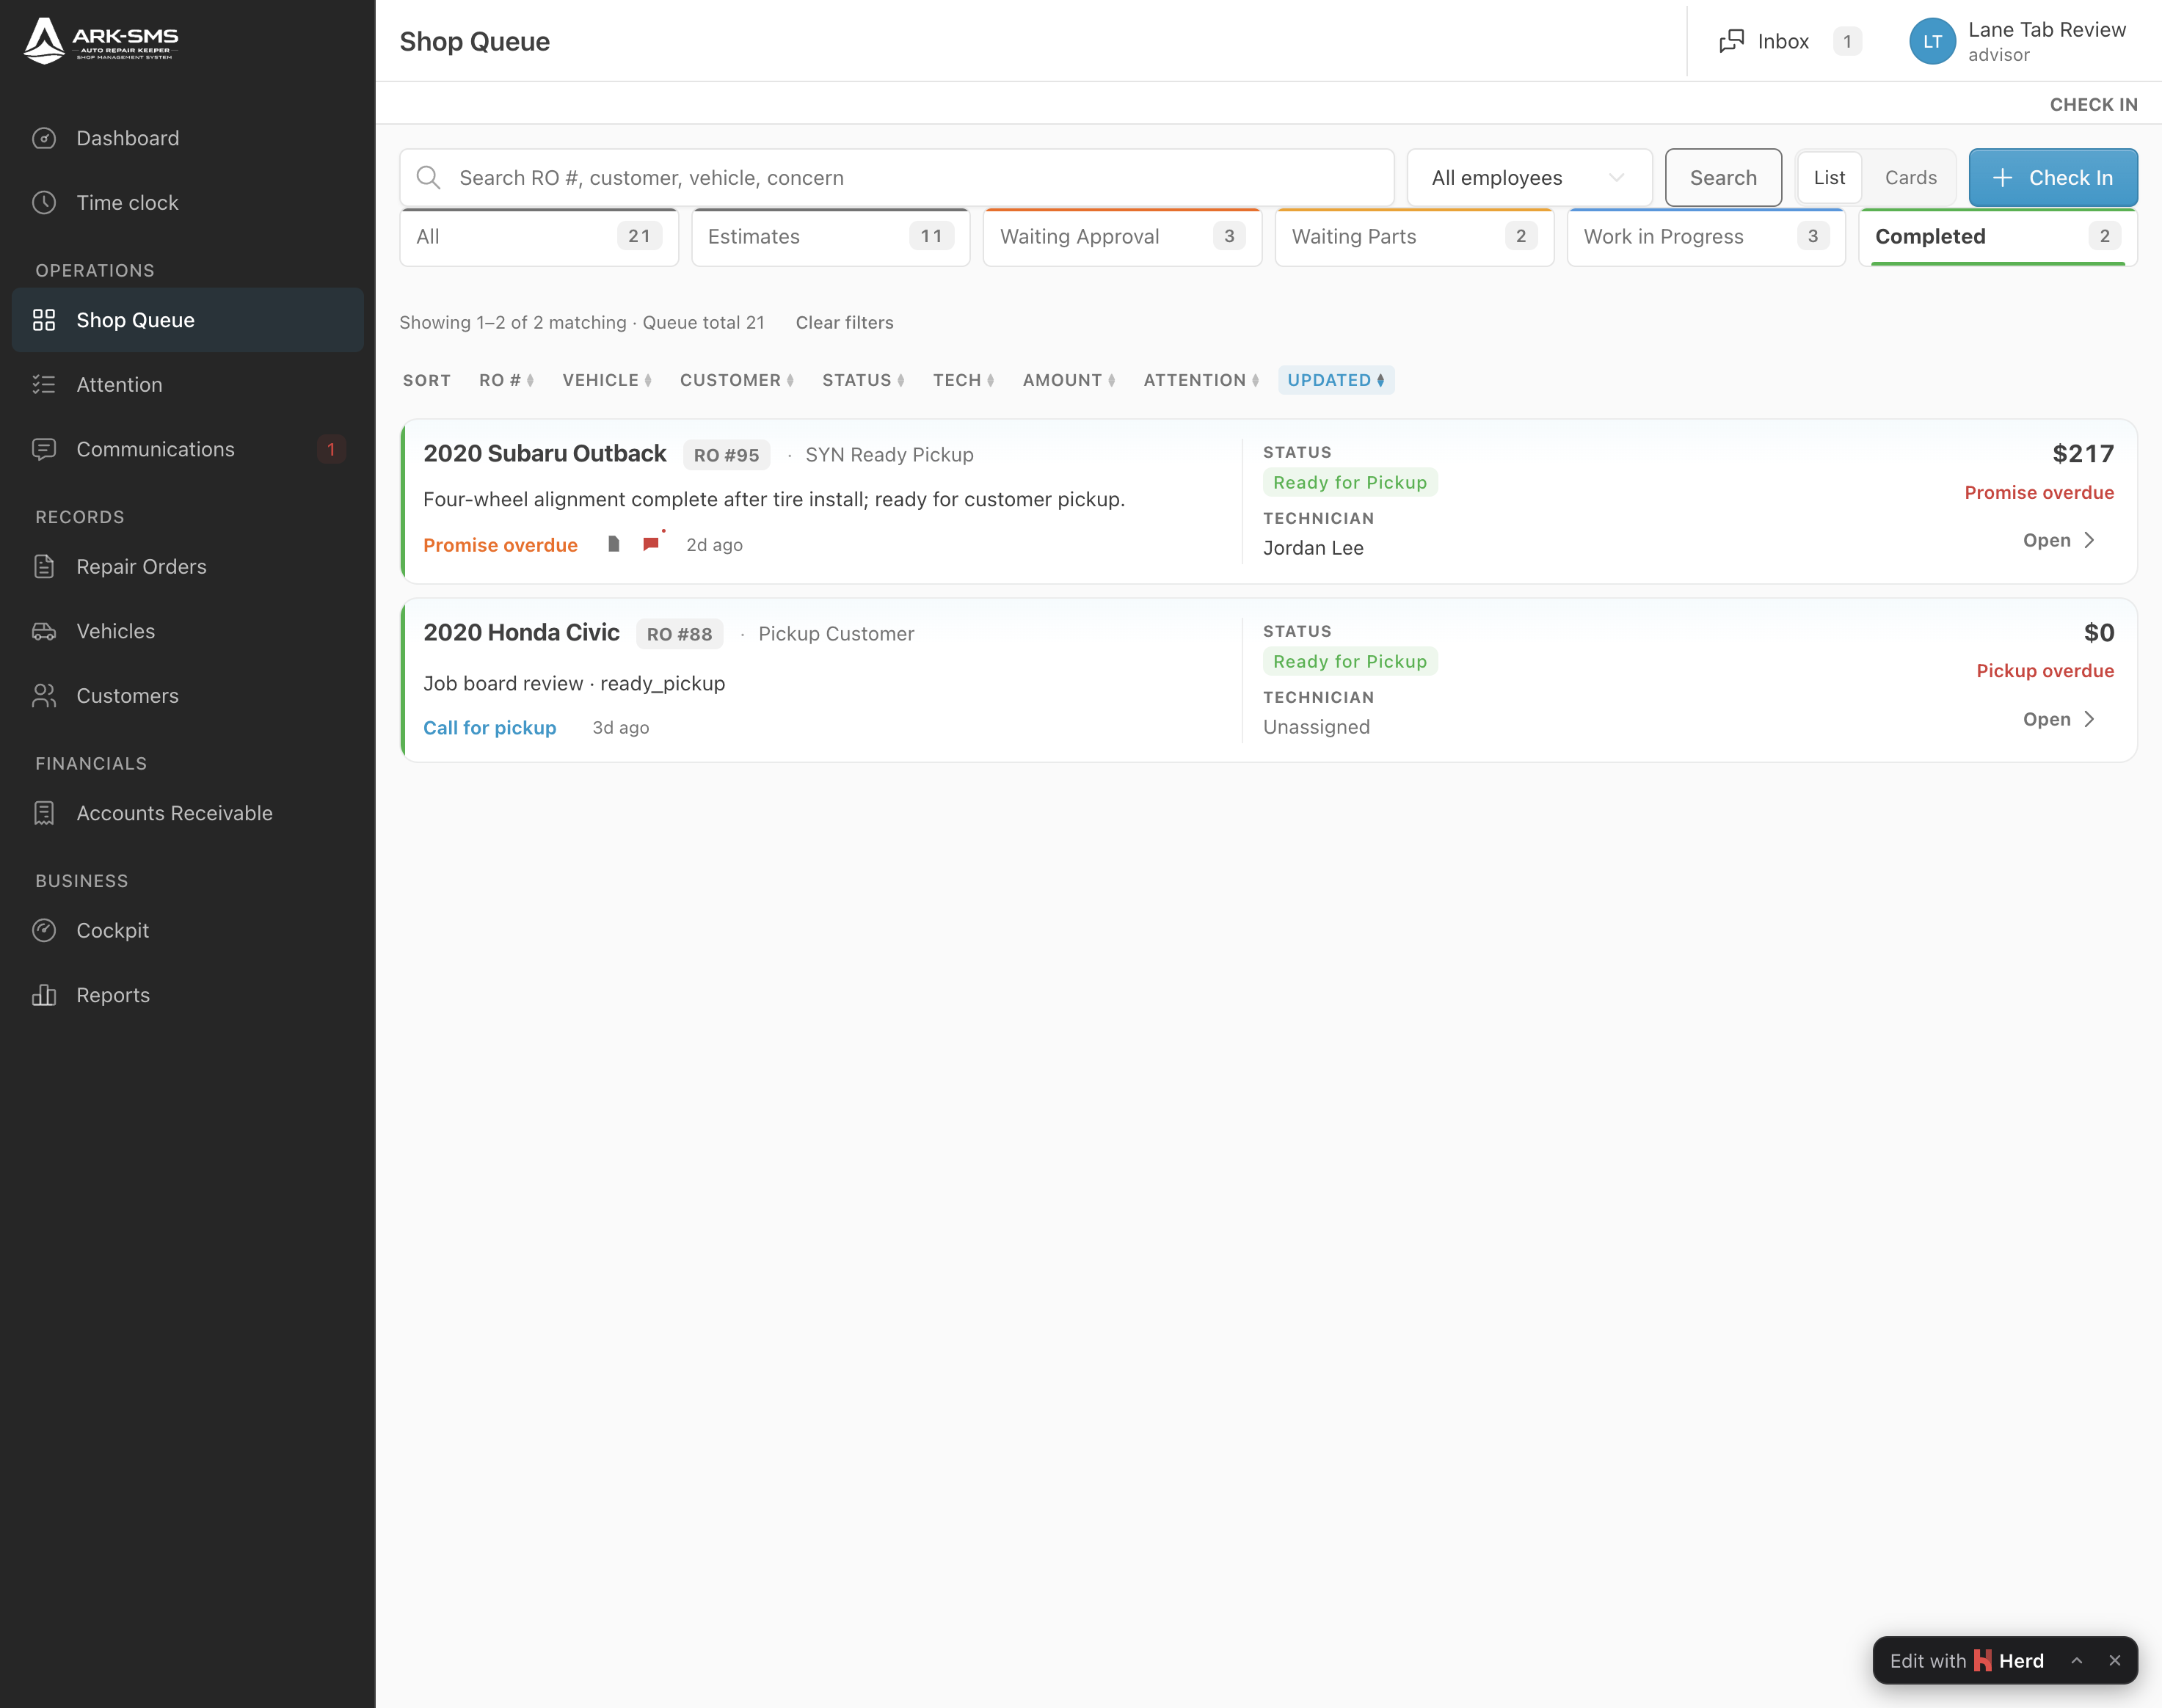 ARK-SMS
AUTO REPAIR KEEPER
SHOP MANAGEMENT SYSTEM
Dashboard
Time clock
OPERATIONS
Shop Queue
Attention
Communications 1
RECORDS
Repair Orders
Vehicles
Customers
FINANCIALS
Accounts Receivable
BUSINESS
Cockpit
Reports
Shop Queue
Inbox 1
LT
Lane Tab Review
advisor
CHECK IN
Search RO #, customer, vehicle, concern
All employees
Search
List Cards
Check In
All 21
Estimates 11
Waiting Approval 3
Waiting Parts 2
Work in Progress 3
Completed 2
Showing 1–2 of 2 matching · Queue total 21 Clear filters
SORT RO # VEHICLE CUSTOMER STATUS TECH AMOUNT ATTENTION UPDATED
2020 Subaru Outback RO #95 · SYN Ready Pickup
Four-wheel alignment complete after tire install; ready for customer pickup.
Promise overdue 2d ago
STATUS
Ready for Pickup
TECHNICIAN
Jordan Lee
$217
Promise overdue
Open
2020 Honda Civic RO #88 · Pickup Customer
Job board review · ready_pickup
Call for pickup 3d ago
STATUS
Ready for Pickup
TECHNICIAN
Unassigned
$0
Pickup overdue
Open
Edit with Herd